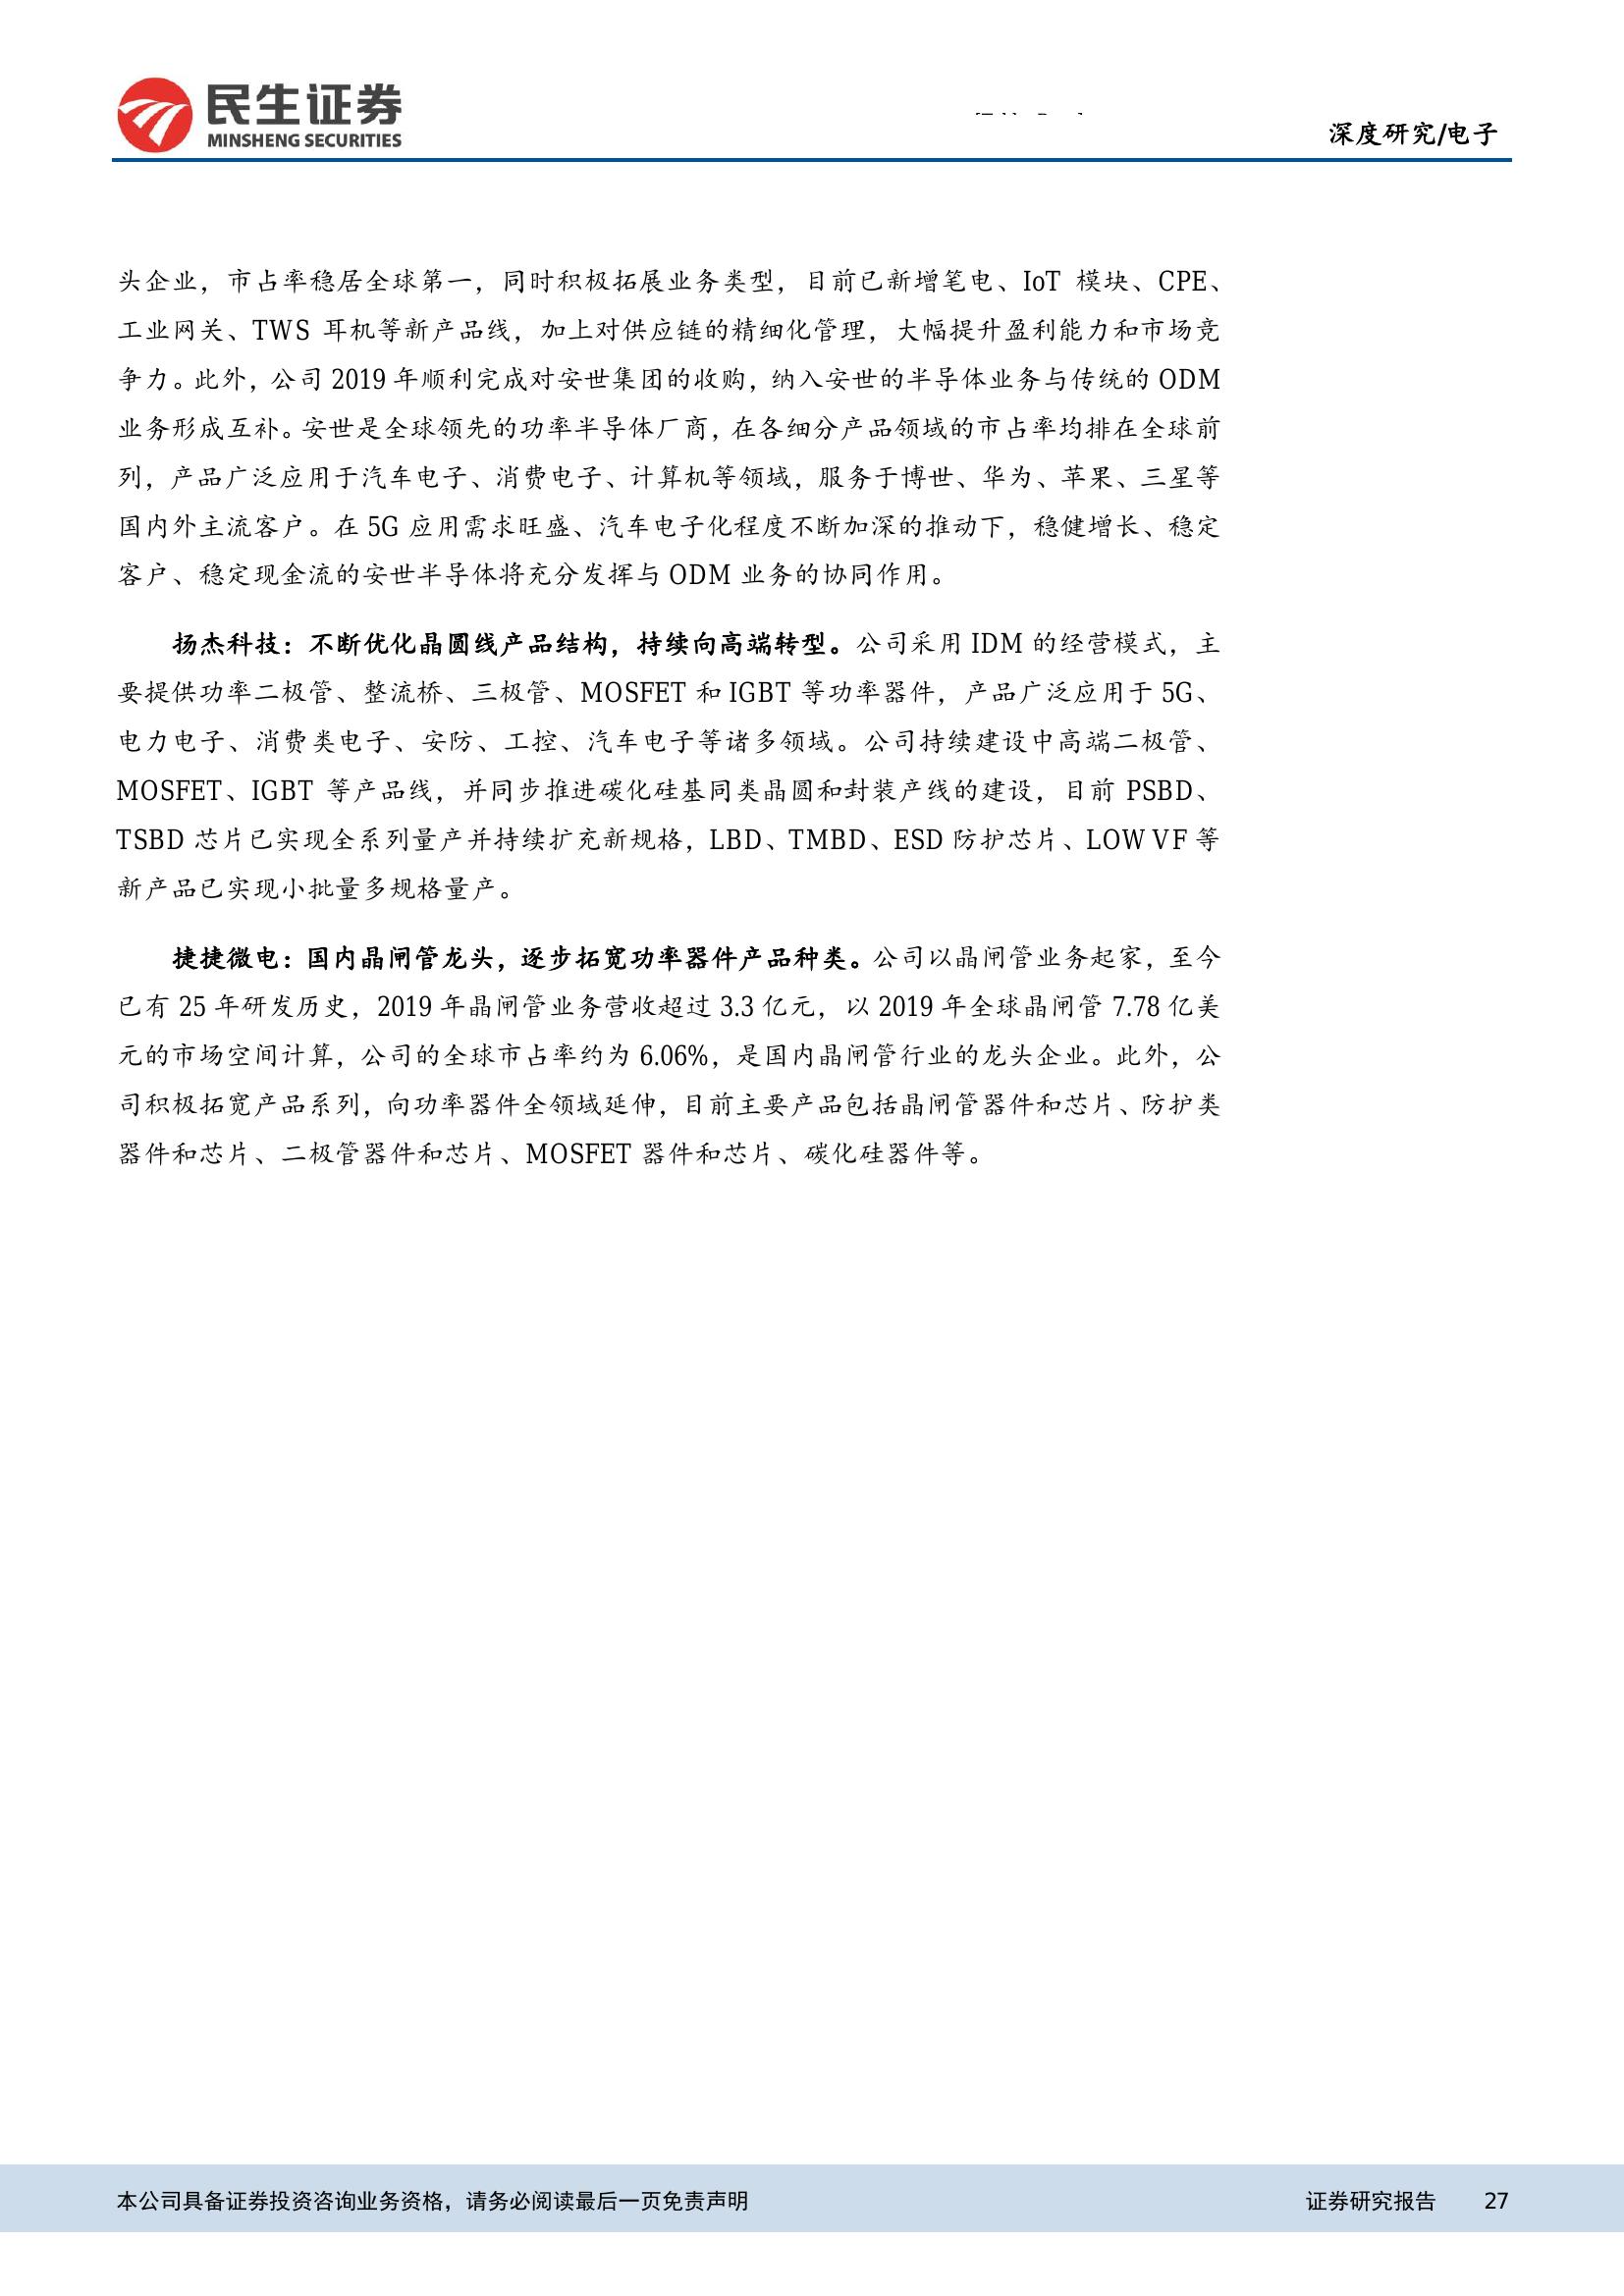 民生证券
MINSHENG SECURITIES
深度研究/电子
头企业，市占率稳居全球第一，同时积极拓展业务类型，目前已新增笔电、IoT 模块、CPE、
工业网关、TWS 耳机等新产品线，加上对供应链的精细化管理，大幅提升盈利能力和市场竞
争力。此外，公司 2019 年顺利完成对安世集团的收购，纳入安世的半导体业务与传统的 ODM
业务形成互补。安世是全球领先的功率半导体厂商，在各细分产品领域的市占率均排在全球前
列，产品广泛应用于汽车电子、消费电子、计算机等领域，服务于博世、华为、苹果、三星等
国内外主流客户。在 5G 应用需求旺盛、汽车电子化程度不断加深的推动下，稳健增长、稳定
客户、稳定现金流的安世半导体将充分发挥与 ODM 业务的协同作用。
扬杰科技：不断优化晶圆线产品结构，持续向高端转型。公司采用 IDM 的经营模式，主
要提供功率二极管、整流桥、三极管、MOSFET 和 IGBT 等功率器件，产品广泛应用于 5G、
电力电子、消费类电子、安防、工控、汽车电子等诸多领域。公司持续建设中高端二极管、
MOSFET、IGBT 等产品线，并同步推进碳化硅基同类晶圆和封装产线的建设，目前 PSBD、
TSBD 芯片已实现全系列量产并持续扩充新规格，LBD、TMBD、ESD 防护芯片、LOW VF 等
新产品已实现小批量多规格量产。
捷捷微电：国内晶闸管龙头，逐步拓宽功率器件产品种类。公司以晶闸管业务起家，至今
已有 25 年研发历史，2019 年晶闸管业务营收超过 3.3 亿元，以 2019 年全球晶闸管 7.78 亿美
元的市场空间计算，公司的全球市占率约为 6.06%，是国内晶闸管行业的龙头企业。此外，公
司积极拓宽产品系列，向功率器件全领域延伸，目前主要产品包括晶闸管器件和芯片、防护类
器件和芯片、二极管器件和芯片、MOSFET 器件和芯片、碳化硅器件等。
本公司具备证券投资咨询业务资格，请务必阅读最后一页免责声明 证券研究报告 27